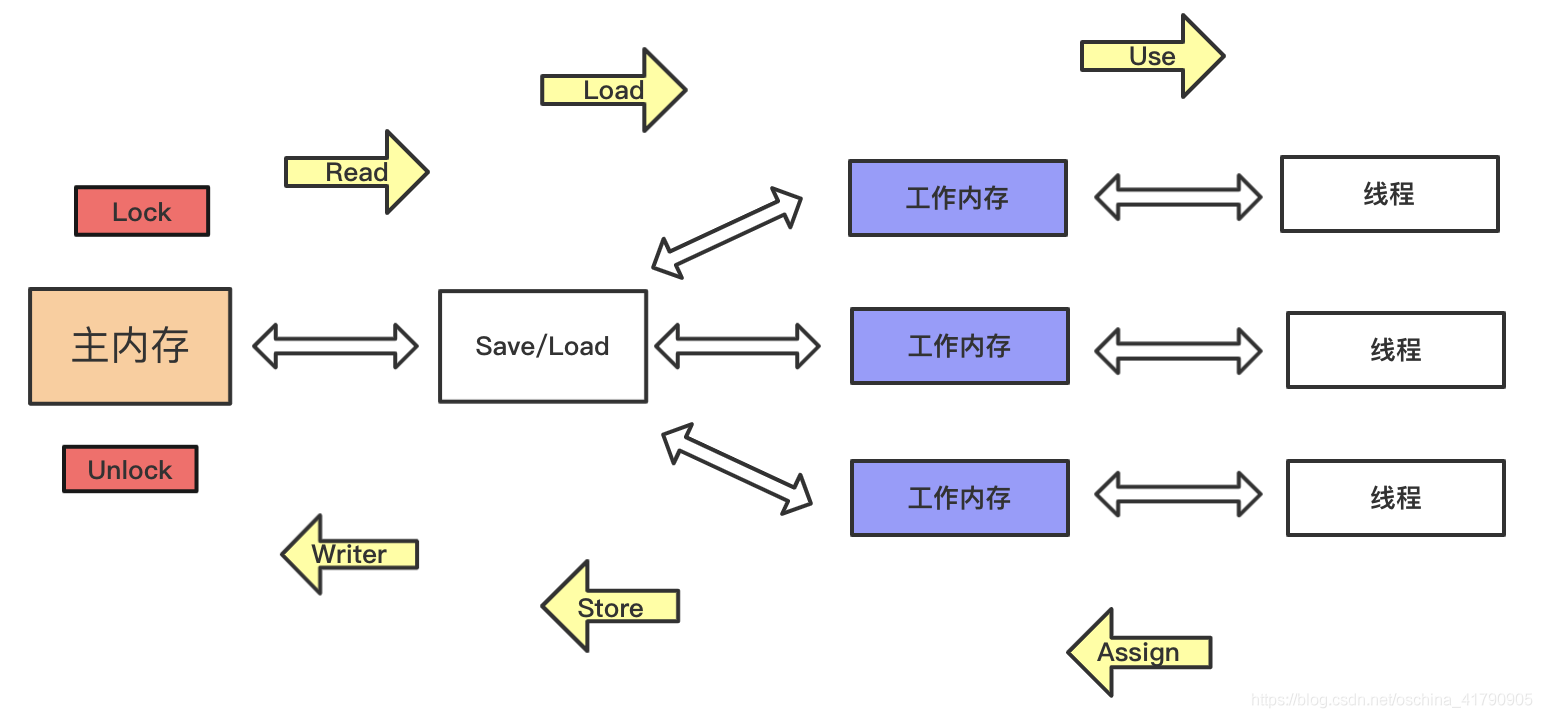 Use
Load
Read
Lock
工作内存
线程
主内存
Save/Load
工作内存
线程
Unlock
工作内存
线程
Writer
Store
Assign
https://blog.csdn.net/oschina_41790905